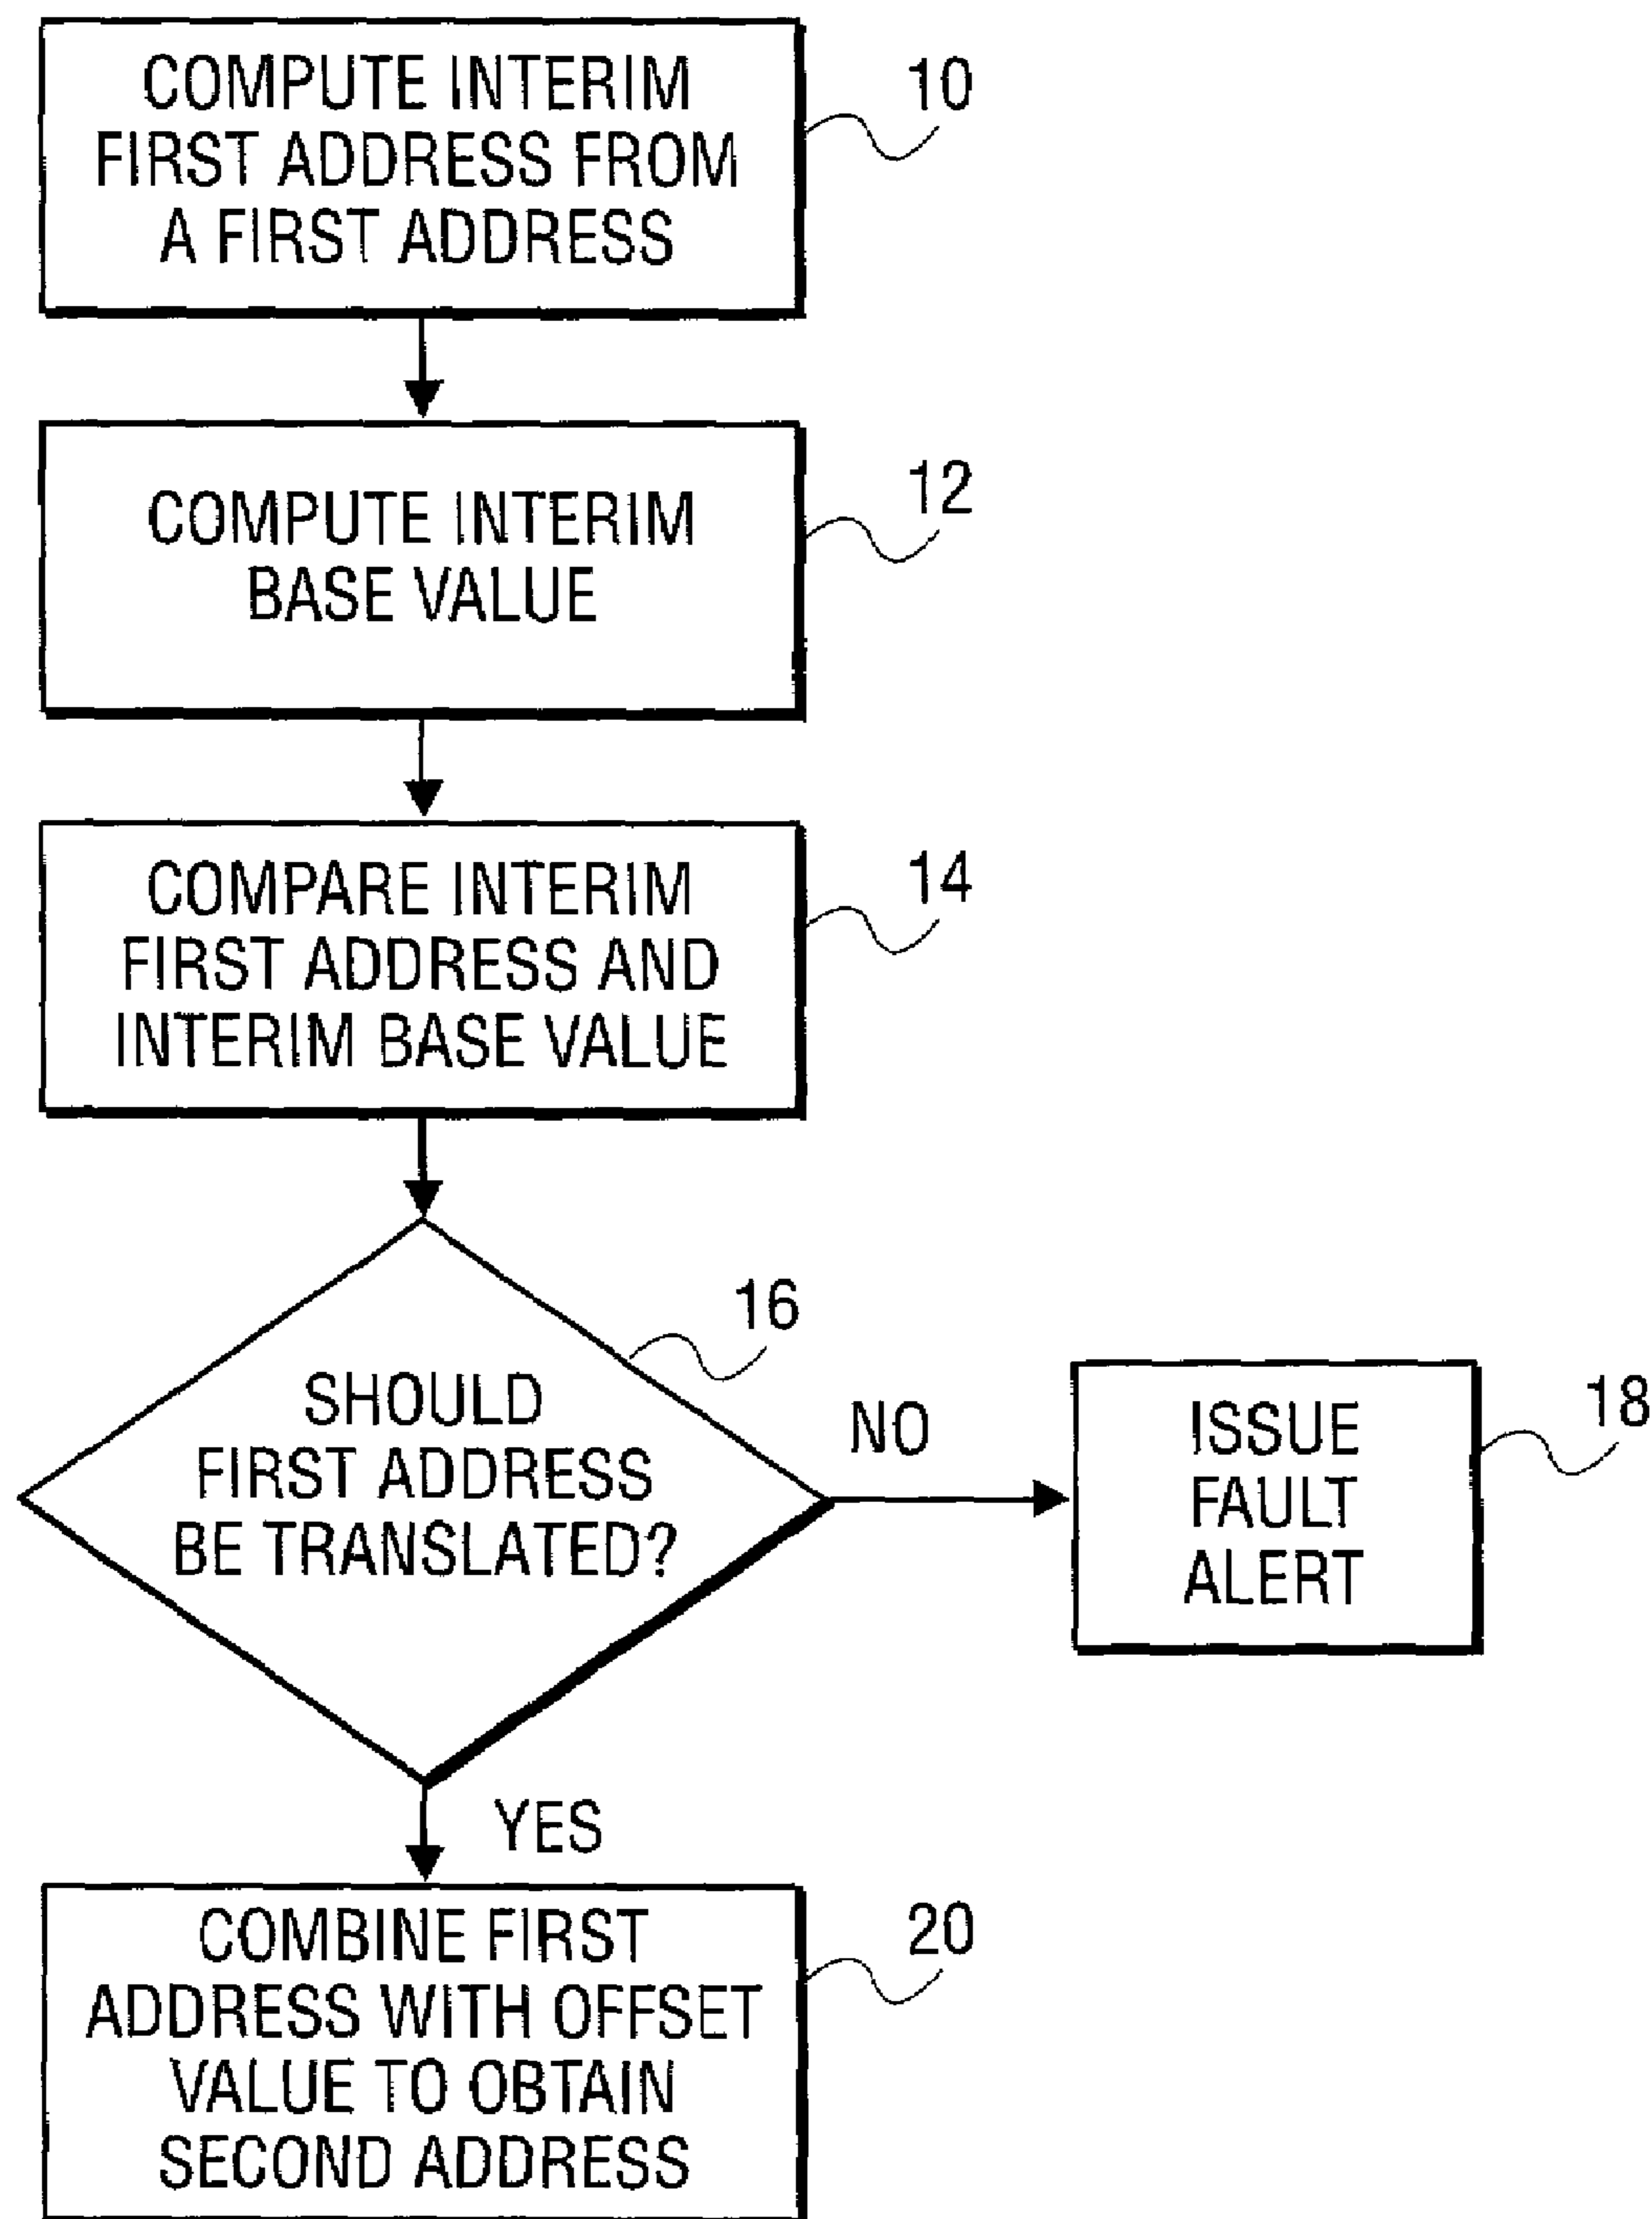 COMPUTE INTERIM
FIRST ADDRESS FROM
A FIRST ADDRESS
10
COMPUTE INTERIM
BASE VALUE
12
COMPARE INTERIM
FIRST ADDRESS AND
INTERIM BASE VALUE
14
SHOULD
FIRST ADDRESS
BE TRANSLATED?
16
NO
ISSUE
FAULT
ALERT
18
YES
COMBINE FIRST
ADDRESS WITH OFFSET
VALUE TO OBTAIN
SECOND ADDRESS
20